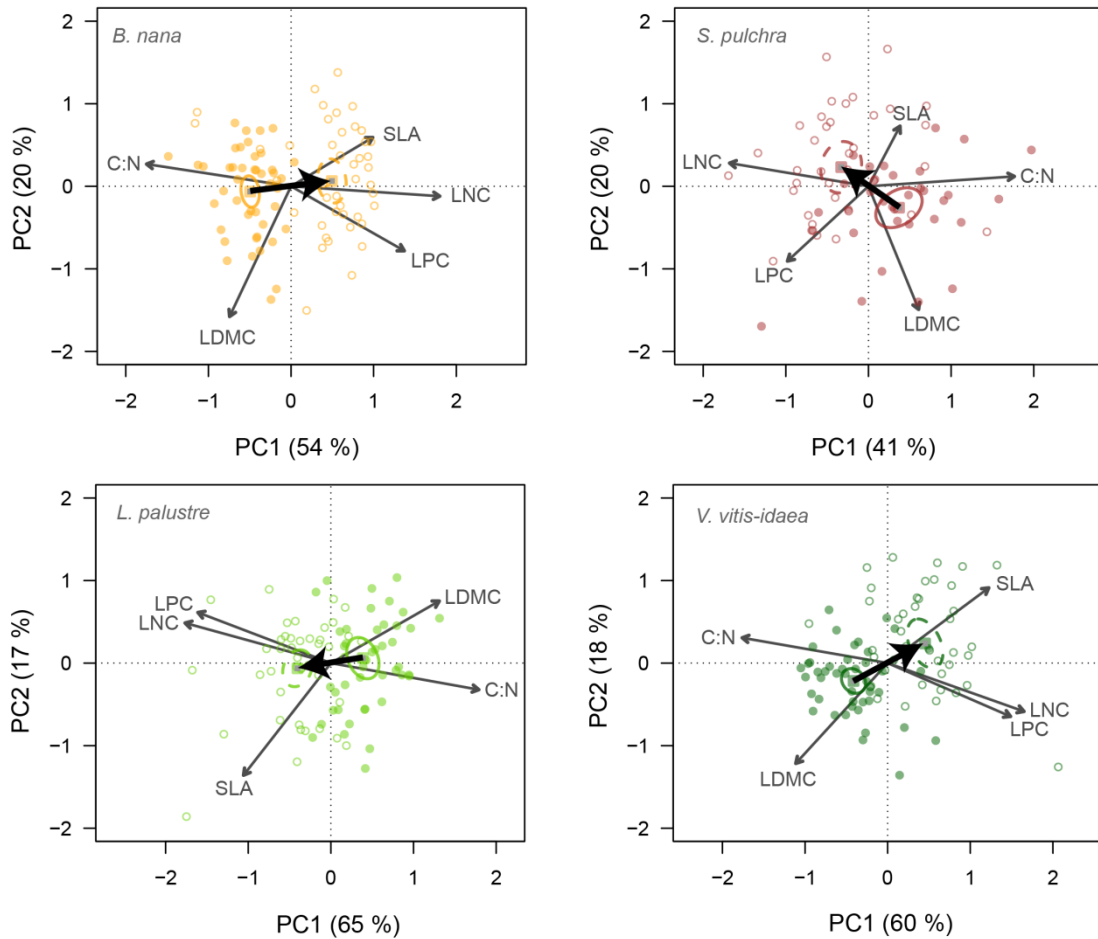 B. nana
2
1
0
−1
−2
PC2 (20 %)
SLA
C:N
LNC
LPC
LDMC
−2 −1 0 1 2
PC1 (54 %)
S. pulchra
2
1
0
−1
−2
PC2 (20 %)
SLA
LNC
C:N
LPC
LDMC
−2 −1 0 1 2
PC1 (41 %)
L. palustre
2
1
0
−1
−2
PC2 (17 %)
LPC
LDMC
LNC
C:N
SLA
−2 −1 0 1 2
PC1 (65 %)
V. vitis-idaea
2
1
0
−1
−2
PC2 (18 %)
SLA
C:N
LNC
LPC
LDMC
−2 −1 0 1 2
PC1 (60 %)